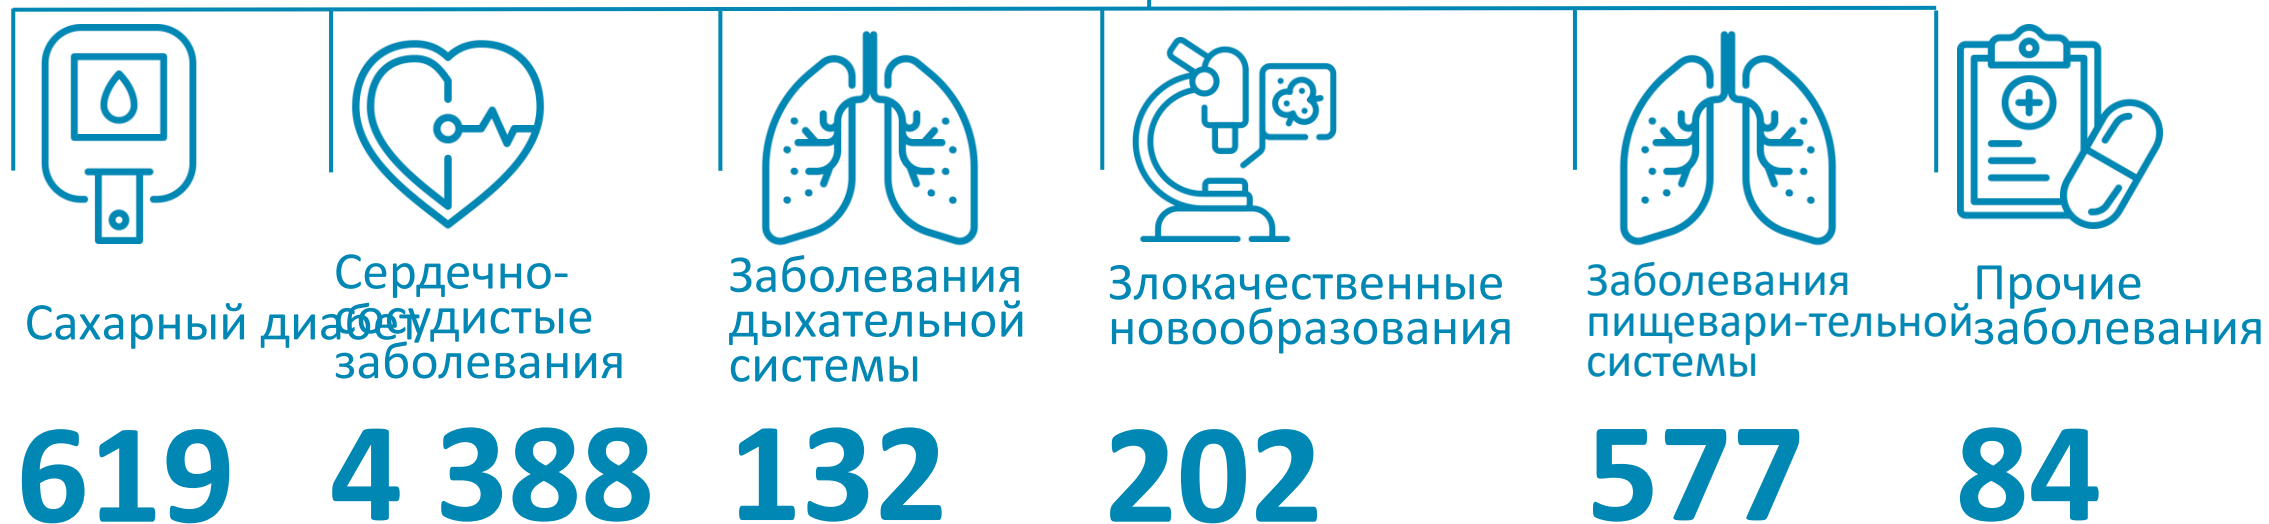 Сахарный диабет
619
Сердечно-
сосудистые
заболевания
4 388
Заболевания
дыхательной
системы
132
Злокачественные
новообразования
202
Заболевания
пищевари-тельной
системы
577
Прочие
заболевания
84